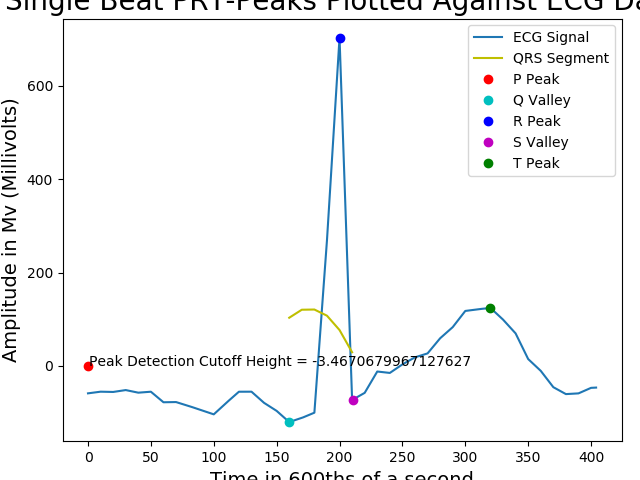 Single Beat PRT-Peaks Plotted Against ECG Da
ECG Signal
QRS Segment
P Peak
Q Valley
R Peak
S Valley
T Peak
Amplitude in Mv (Millivolts)
600
400
200
0
Peak Detection Cutoff Height = -3.4670679967127627
0 50 100 150 200 250 300 350 400
Time in 600ths of a second